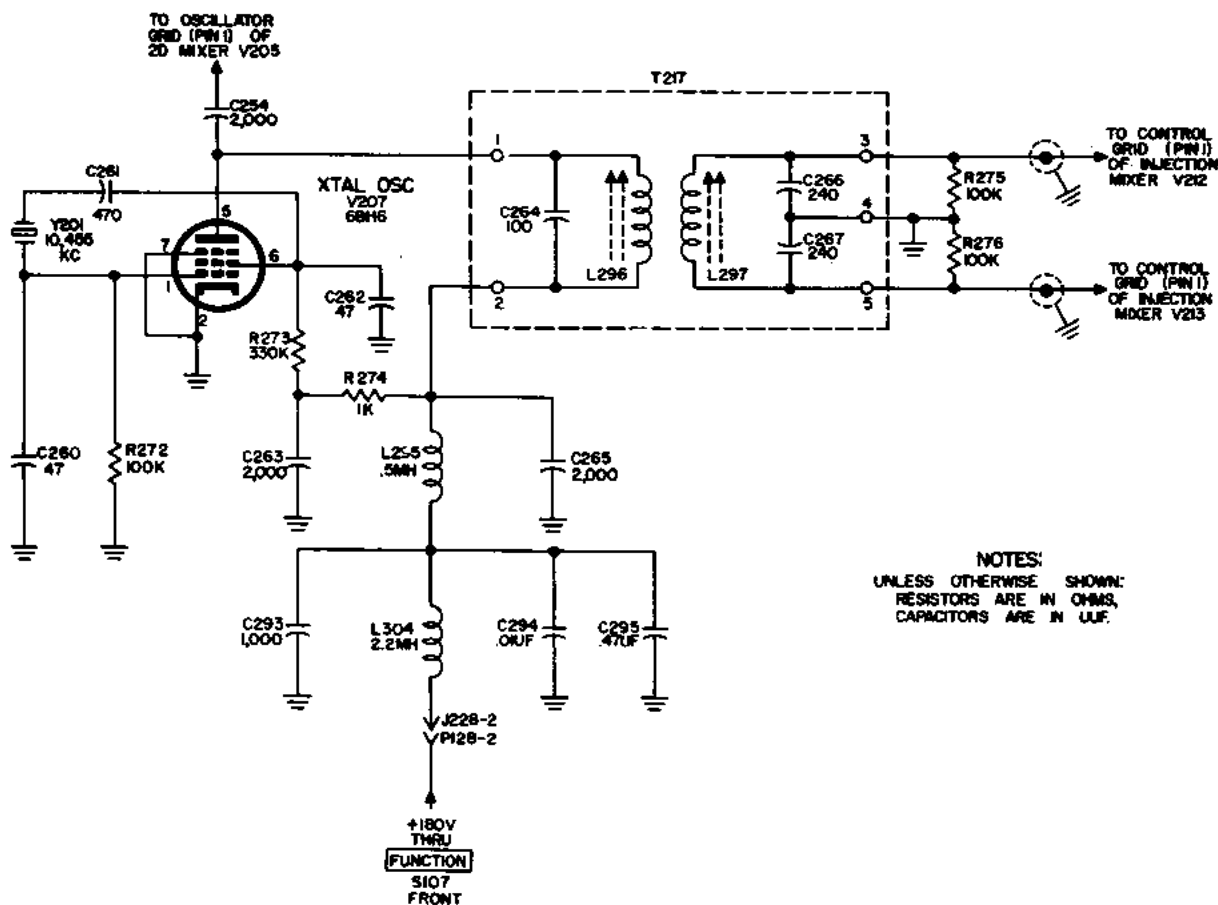 TO OSCILLATOR
GRID (PIN 1) OF
2D MIXER V205
C254
2,000
T217
1
3
TO CONTROL
GRID (PIN 1)
OF INJECTION
MIXER V212
C261
470
XTAL OSC
V207
6BH6
5
C264
100
C266
240
R275
100K
4
Y201
10,455
KC
7
6
1
2
L296
L297
C267
240
R276
100K
2
5
C262
47
TO CONTROL
GRID (PIN 1)
OF INJECTION
MIXER V213
R273
330K
R274
1K
C260
47
R272
100K
C263
2,000
L295
.5MH
C265
2,000
NOTES:
UNLESS OTHERWISE SHOWN:
RESISTORS ARE IN OHMS,
CAPACITORS ARE IN UUF.
C293
1,000
L304
2.2MH
C294
.01UF
C295
.47UF
J228-2
P128-2
+180V
THRU
FUNCTION
S107
FRONT